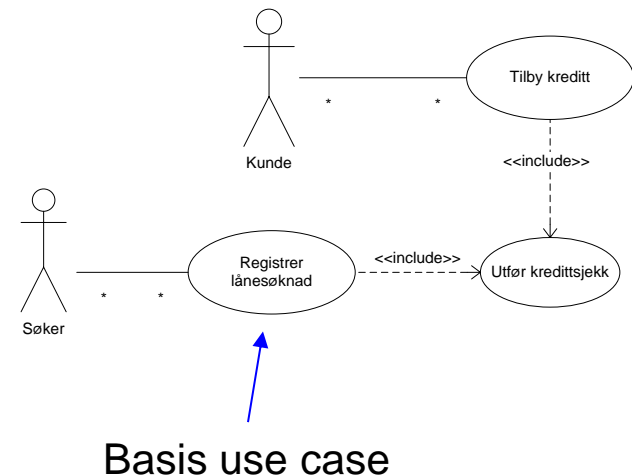 Tilby kreditt
* *
Kunde
<<include>>
Registrer
lånesøknad
<<include>>
Utfør kredittsjekk
* *
Søker
Basis use case